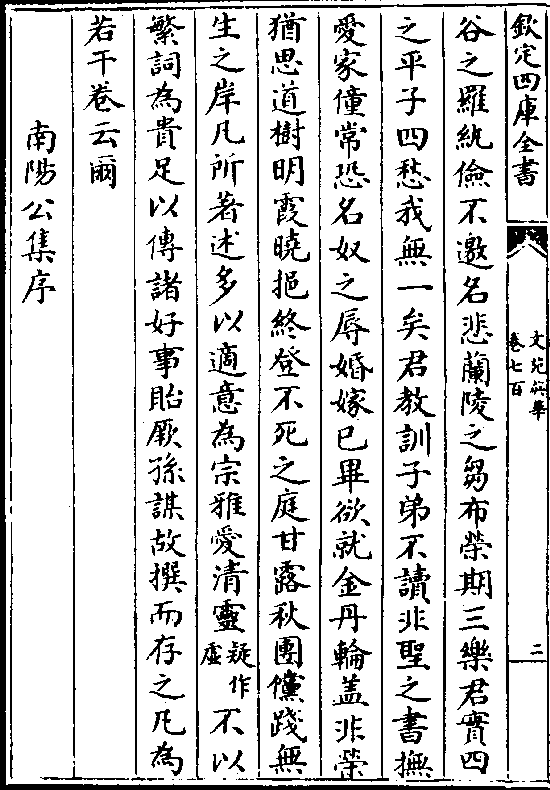 欽定四庫全書
文苑英華
卷七百
二
谷之羅紈儉不邀名悲蘭陵之芻布榮期三樂君實四
之平子四愁我無一矣君教訓子弟不讀非聖之書撫
愛家僮常恐名奴之辱婚嫁已畢欲就金丹輪蓋非榮
猶思道樹明霞曉挹終登不死之庭甘露秋團儻踐無
生之岸凡所著述多以適意為宗雅愛清靈疑作虛不以
繁詞為貴足以傳諸好事貽厥孫謀故撰而存之凡為
若干卷云爾
南陽公集序